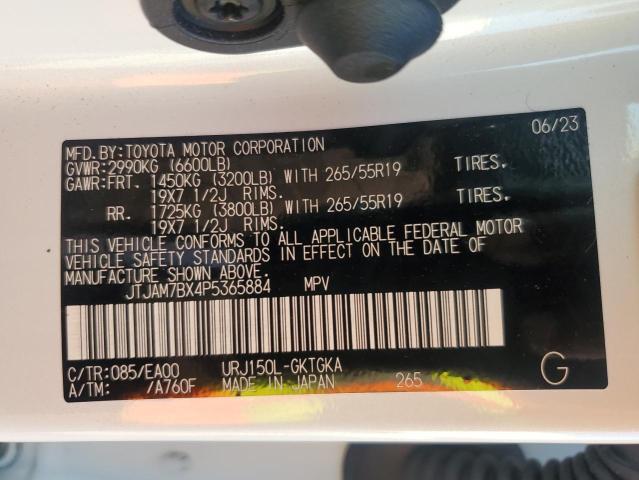 MFD.BY:TOYOTA MOTOR CORPORATION 06/23
GVWR:2990KG (6600LB)
GAWR:FRT. 1450KG (3200LB) WITH 265/55R19 TIRES.
19X7 1/2J RIMS.
RR. 1725KG (3800LB) WITH 265/55R19 TIRES.
19X7 1/2J RIMS.
THIS VEHICLE CONFORMS TO ALL APPLICABLE FEDERAL MOTOR
VEHICLE SAFETY STANDARDS IN EFFECT ON THE DATE OF
MANUFACTURE SHOWN ABOVE.
JTJAM7BX4P5365884 MPV
C/TR:085/EA00 URJ150L-GKTGKA
A/TM: /A760F MADE IN JAPAN 265 G